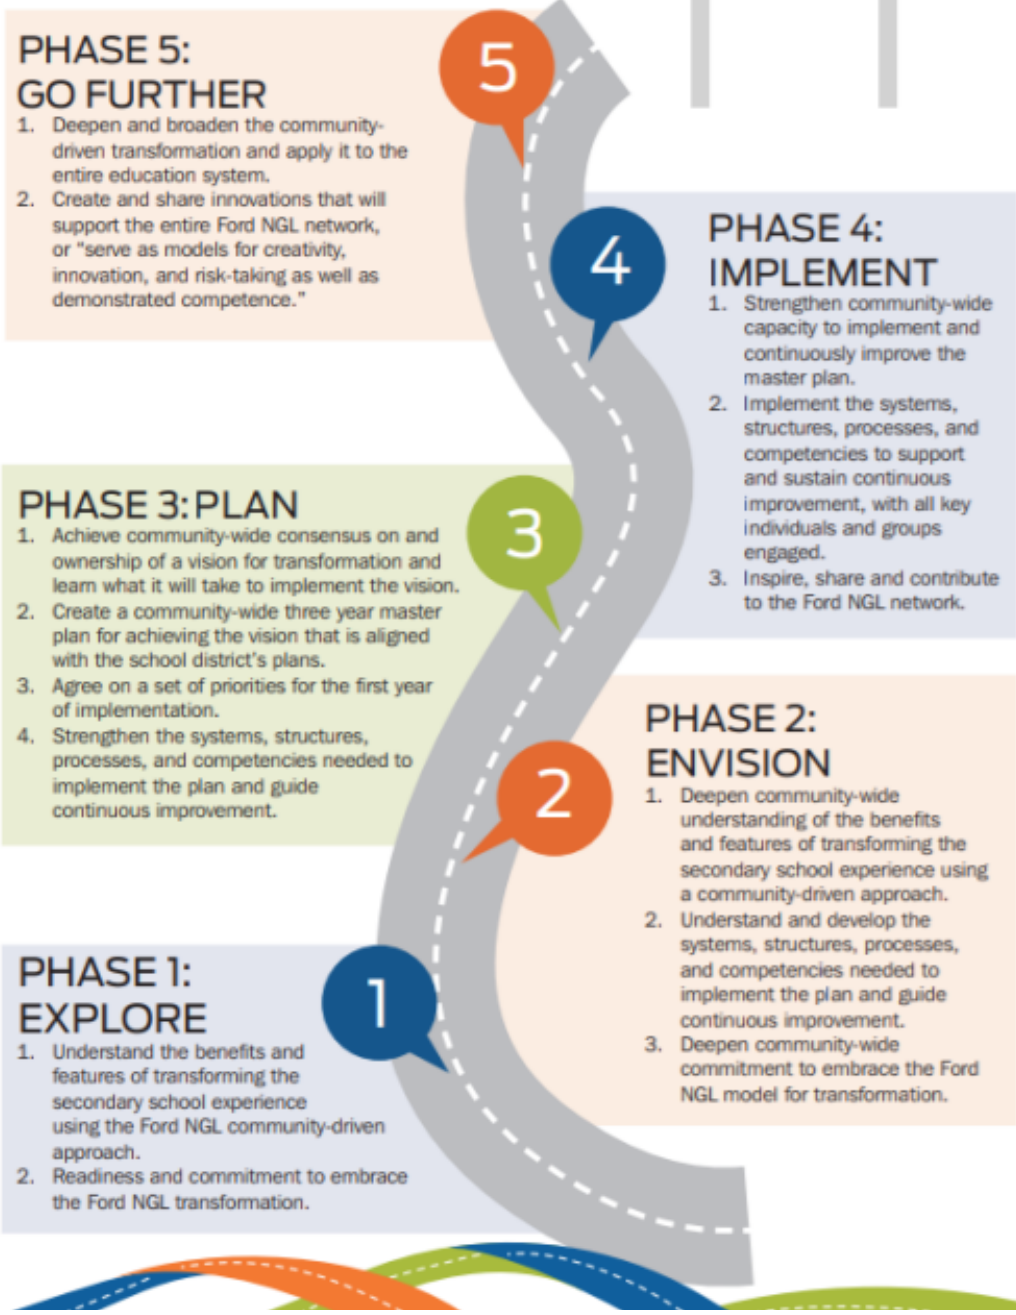 PHASE 5:
GO FURTHER
1. Deepen and broaden the community-
driven transformation and apply it to the
entire education system.
2. Create and share innovations that will
support the entire Ford NGL network,
or "serve as models for creativity,
innovation, and risk-taking as well as
demonstrated competence."
5
4
PHASE 4:
IMPLEMENT
1. Strengthen community-wide
capacity to implement and
continuously improve the
master plan.
2. Implement the systems,
structures, processes, and
competencies to support
and sustain continuous
improvement, with all key
individuals and groups
engaged.
3. Inspire, share and contribute
to the Ford NGL network.
PHASE 3: PLAN
1. Achieve community-wide consensus on and
ownership of a vision for transformation and
learn what it will take to implement the vision.
2. Create a community-wide three year master
plan for achieving the vision that is aligned
with the school district's plans.
3. Agree on a set of priorities for the first year
of implementation.
4. Strengthen the systems, structures,
processes, and competencies needed to
implement the plan and guide
continuous improvement.
3
2
PHASE 2:
ENVISION
1. Deepen community-wide
understanding of the benefits
and features of transforming the
secondary school experience using
a community-driven approach.
2. Understand and develop the
systems, structures, processes,
and competencies needed to
implement the plan and guide
continuous improvement.
3. Deepen community-wide
commitment to embrace the Ford
NGL model for transformation.
PHASE 1:
EXPLORE
1. Understand the benefits and
features of transforming the
secondary school experience
using the Ford NGL community-driven
approach.
2. Readiness and commitment to embrace
the Ford NGL transformation.
1